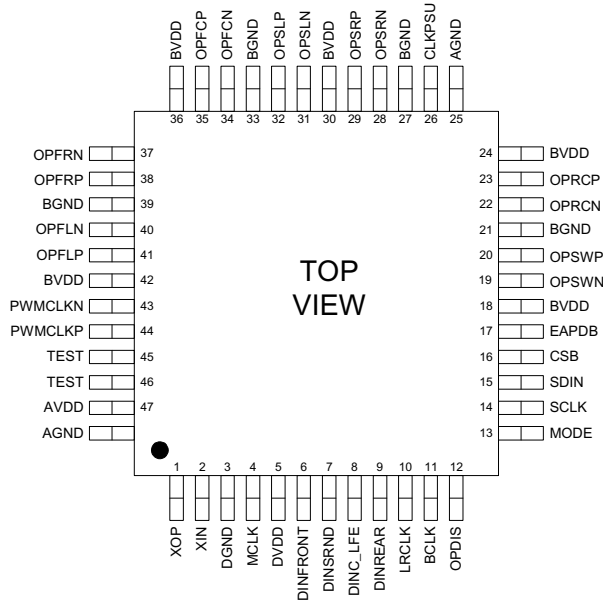 BVDD
OPFCP
OPFCN
BGND
OPSLP
OPSLN
BVDD
OPSRP
OPSRN
BGND
CLKPSU
AGND
36 35 34 33 32 31 30 29 28 27 26 25
OPFRN 37
OPFRP 38
BGND 39
OPFLN 40
OPFLP 41
BVDD 42
PWMCLKN 43
PWMCLKP 44
TEST 45
TEST 46
AVDD 47
AGND
TOP
VIEW
24 BVDD
23 OPRCP
22 OPRCN
21 BGND
20 OPSWP
19 OPSWN
18 BVDD
17 EAPDB
16 CSB
15 SDIN
14 SCLK
13 MODE
1 2 3 4 5 6 7 8 9 10 11 12
XOP
XIN
DGND
MCLK
DVDD
DINFRONT
DINSRND
DINC_LFE
DINREAR
LRCLK
BCLK
OPDIS